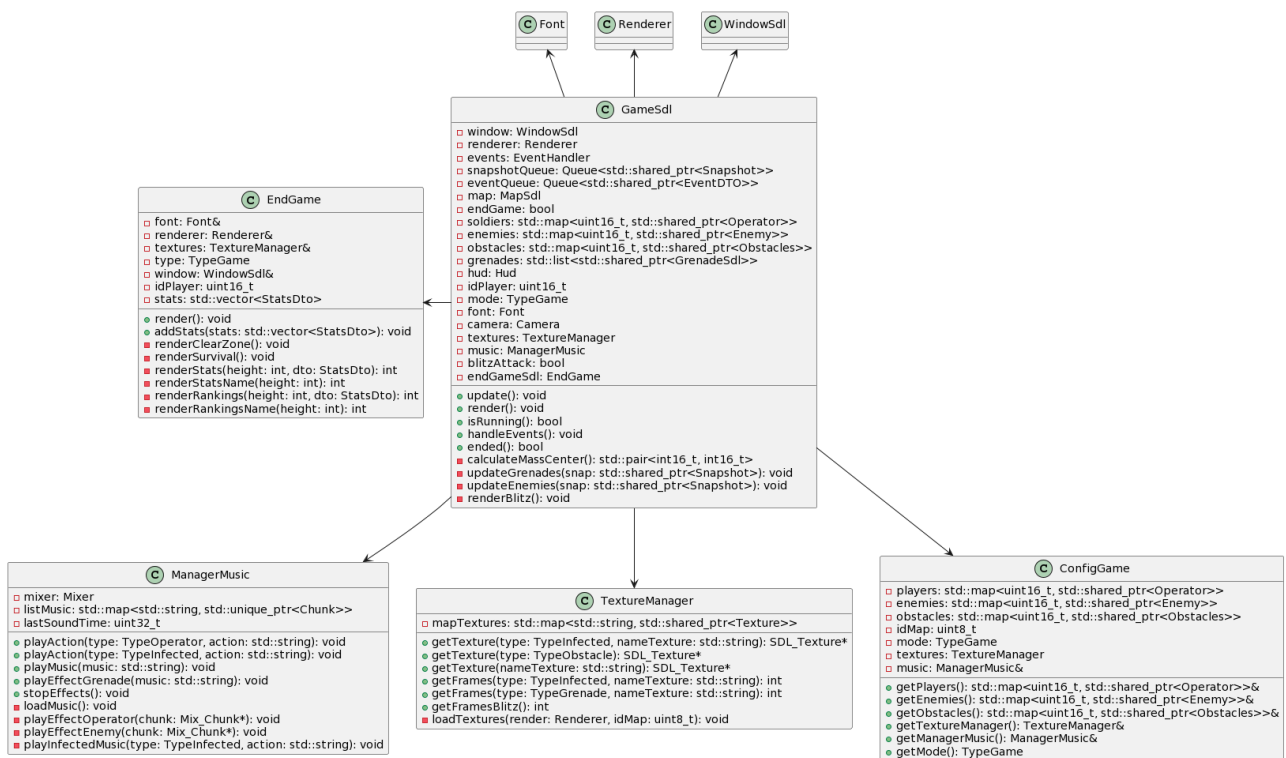 C Font
C Renderer
C WindowSdl
C GameSdl
window: WindowSdl
renderer: Renderer
events: EventHandler
snapshotQueue: Queue<std::shared_ptr<Snapshot>>
eventQueue: Queue<std::shared_ptr<EventDTO>>
map: MapSdl
endGame: bool
soldiers: std::map<uint16_t, std::shared_ptr<Operator>>
enemies: std::map<uint16_t, std::shared_ptr<Enemy>>
obstacles: std::map<uint16_t, std::shared_ptr<Obstacles>>
grenades: std::list<std::shared_ptr<GrenadeSdl>>
hud: Hud
idPlayer: uint16_t
mode: TypeGame
font: Font
camera: Camera
textures: TextureManager
music: ManagerMusic
blitzAttack: bool
endGameSdl: EndGame
update(): void
render(): void
isRunning(): bool
handleEvents(): void
ended(): bool
calculateMassCenter(): std::pair<int16_t, int16_t>
updateGrenades(snap: std::shared_ptr<Snapshot>): void
updateEnemies(snap: std::shared_ptr<Snapshot>): void
renderBlitz(): void
C EndGame
font: Font&
renderer: Renderer&
textures: TextureManager&
type: TypeGame
window: WindowSdl&
idPlayer: uint16_t
stats: std::vector<StatsDto>
render(): void
addStats(stats: std::vector<StatsDto>): void
renderClearZone(): void
renderSurvival(): void
renderStats(height: int, dto: StatsDto): int
renderStatsName(height: int): int
renderRankings(height: int, dto: StatsDto): int
renderRankingsName(height: int): int
C ManagerMusic
mixer: Mixer
listMusic: std::map<std::string, std::unique_ptr<Chunk>>
lastSoundTime: uint32_t
playAction(type: TypeOperator, action: std::string): void
playAction(type: TypeInfected, action: std::string): void
playMusic(music: std::string): void
playEffectGrenade(music: std::string): void
stopEffects(): void
loadMusic(): void
playEffectOperator(chunk: Mix_Chunk*): void
playEffectEnemy(chunk: Mix_Chunk*): void
playInfectedMusic(type: TypeInfected, action: std::string): void
C TextureManager
mapTextures: std::map<std::string, std::shared_ptr<Texture>>
getTexture(type: TypeInfected, nameTexture: std::string): SDL_Texture*
getTexture(type: TypeObstacle): SDL_Texture*
getTexture(nameTexture: std::string): SDL_Texture*
getFrames(type: TypeInfected, nameTexture: std::string): int
getFrames(type: TypeGrenade, nameTexture: std::string): int
getFramesBlitz(): int
loadTextures(render: Renderer, idMap: uint8_t): void
C ConfigGame
players: std::map<uint16_t, std::shared_ptr<Operator>>
enemies: std::map<uint16_t, std::shared_ptr<Enemy>>
obstacles: std::map<uint16_t, std::shared_ptr<Obstacles>>
idMap: uint8_t
mode: TypeGame
textures: TextureManager
music: ManagerMusic&
getPlayers(): std::map<uint16_t, std::shared_ptr<Operator>>&
getEnemies(): std::map<uint16_t, std::shared_ptr<Enemy>>&
getObstacles(): std::map<uint16_t, std::shared_ptr<Obstacles>>&
getTextureManager(): TextureManager&
getManagerMusic(): ManagerMusic&
getMode(): TypeGame